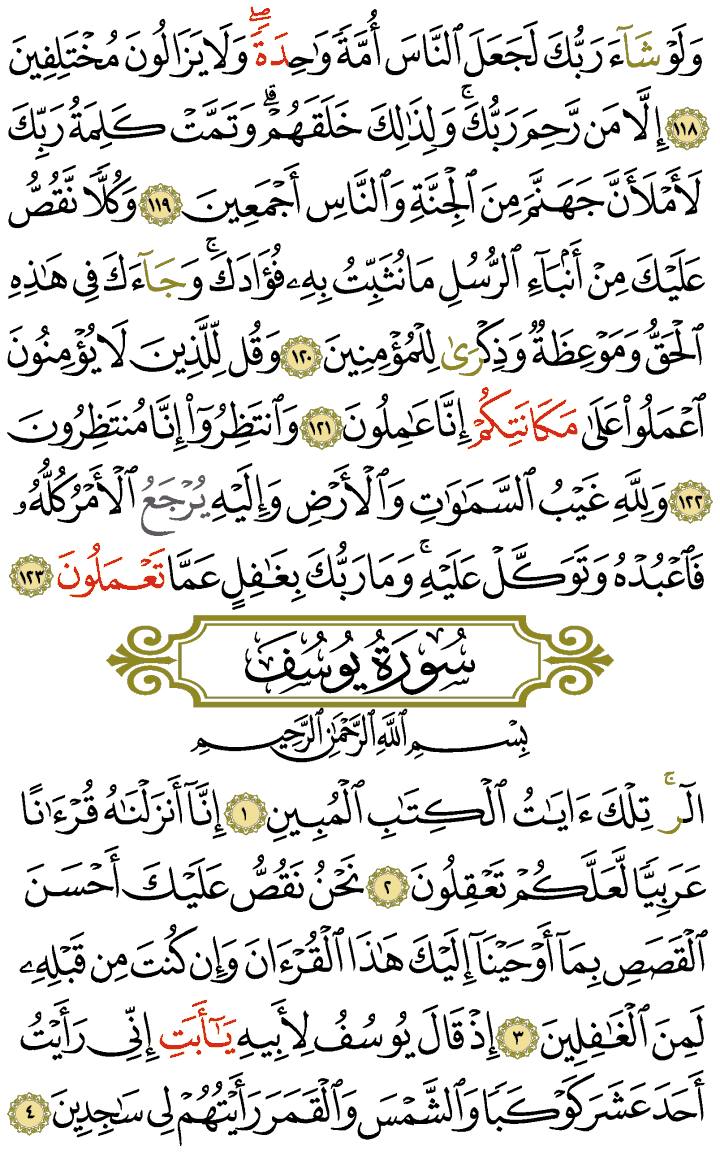 وَلَوۡ شَآءَ رَبُّكَ لَجَعَلَ ٱلنَّاسَ أُمَّةٗ وَٰحِدَةٗۖ وَلَا يَزَالُونَ مُخۡتَلِفِينَ
١١٨ إِلَّا مَن رَّحِمَ رَبُّكَۚ وَلِذَٰلِكَ خَلَقَهُمۡۗ وَتَمَّتۡ كَلِمَةُ رَبِّكَ
لَأَمۡلَأَنَّ جَهَنَّمَ مِنَ ٱلۡجِنَّةِ وَٱلنَّاسِ أَجۡمَعِينَ ١١٩ وَكُلّٗا نَّقُصُّ
عَلَيۡكَ مِنۡ أَنۢبَآءِ ٱلرُّسُلِ مَا نُثَبِّتُ بِهِۦ فُؤَادَكَۚ وَجَآءَكَ فِي هَٰذِهِ
ٱلۡحَقُّ وَمَوۡعِظَةٞ وَذِكۡرَىٰ لِلۡمُؤۡمِنِينَ ١٢٠ وَقُل لِّلَّذِينَ لَا يُؤۡمِنُونَ
ٱعۡمَلُواْ عَلَىٰ مَكَانَتِكُمۡ إِنَّا عَٰمِلُونَ ١٢١ وَٱنتَظِرُوٓاْ إِنَّا مُنتَظِرُونَ
١٢٢ وَلِلَّهِ غَيۡبُ ٱلسَّمَٰوَٰتِ وَٱلۡأَرۡضِ وَإِلَيۡهِ يُرۡجَعُ ٱلۡأَمۡرُ كُلُّهُۥ
فَٱعۡبُدۡهُ وَتَوَكَّلۡ عَلَيۡهِۚ وَمَا رَبُّكَ بِغَٰفِلٍ عَمَّا تَعۡمَلُونَ ١٢٣
سُورَةُ يُوسُفَ
بِسۡمِ ٱللَّهِ ٱلرَّحۡمَٰنِ ٱلرَّحِيمِ
الٓرۚ تِلۡكَ ءَايَٰتُ ٱلۡكِتَٰبِ ٱلۡمُبِينِ ١ إِنَّآ أَنزَلۡنَٰهُ قُرۡءَٰنًا
عَرَبِيّٗا لَّعَلَّكُمۡ تَعۡقِلُونَ ٢ نَحۡنُ نَقُصُّ عَلَيۡكَ أَحۡسَنَ
ٱلۡقَصَصِ بِمَآ أَوۡحَيۡنَآ إِلَيۡكَ هَٰذَا ٱلۡقُرۡءَانَ وَإِن كُنتَ مِن قَبۡلِهِۦ
لَمِنَ ٱلۡغَٰفِلِينَ ٣ إِذۡ قَالَ يُوسُفُ لِأَبِيهِ يَٰٓأَبَتِ إِنِّي رَأَيۡتُ
أَحَدَ عَشَرَ كَوۡكَبٗا وَٱلشَّمۡسَ وَٱلۡقَمَرَ رَأَيۡتُهُمۡ لِي سَٰجِدِينَ ٤